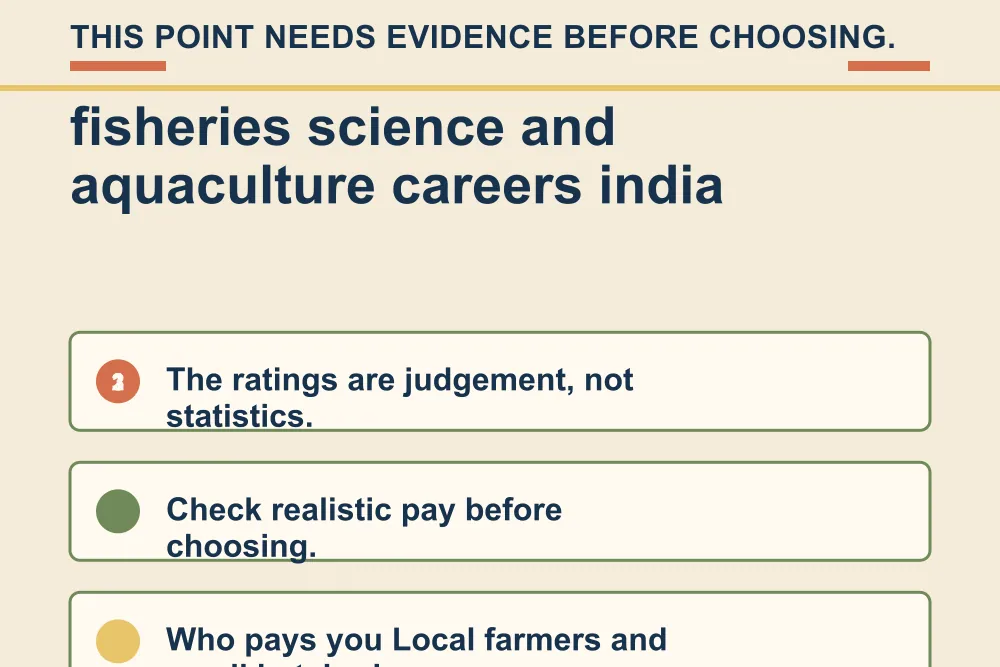 THIS POINT NEEDS EVIDENCE BEFORE CHOOSING.
fisheries science and
aquaculture careers india
The ratings are judgement, not
statistics.
Check realistic pay before
choosing.
Who pays you Local farmers and